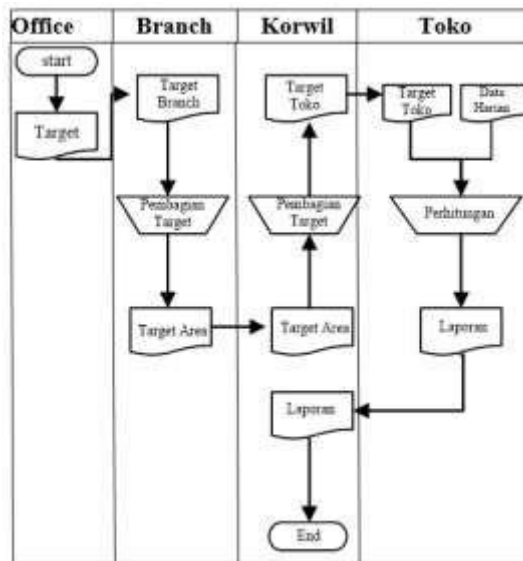 Office
Branch
Korwil
Toko
start
Target
Target
Branch
Target
Toko
Target
Toko
Data
Harian
Pembagian
Target
Pembagian
Target
Perhitungan
Target Area
Target Area
Laporan
Laporan
End